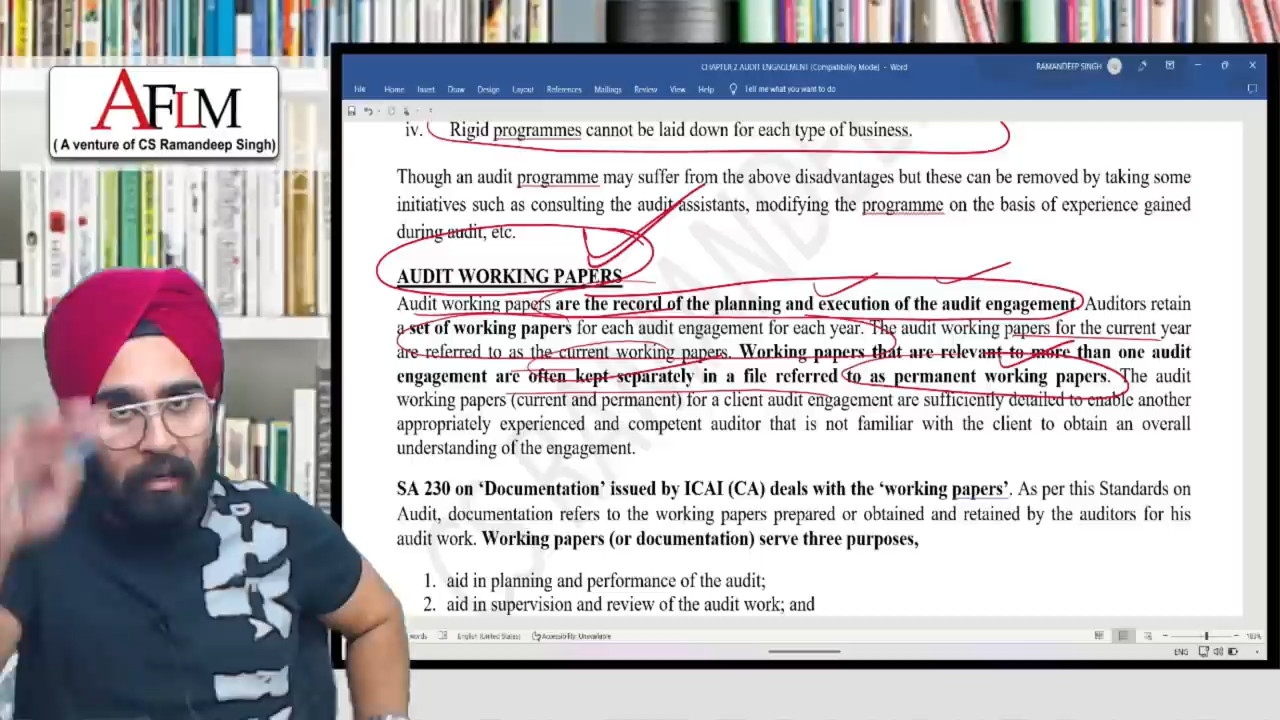 AFLM
( A venture of CS Ramandeep Singh)
CHAPTER 2 AUDIT ENGAGEMENT [Compatibility Mode] - Word
RAMANDEEP SINGH
File Home Insert Draw Design Layout References Mailings Review View Help Tell me what you want to do
iv. Rigid programmes cannot be laid down for each type of business.
Though an audit programme may suffer from the above disadvantages but these can be removed by taking some
initiatives such as consulting the audit assistants, modifying the programme on the basis of experience gained
during audit, etc.
AUDIT WORKING PAPERS
Audit working papers are the record of the planning and execution of the audit engagement. Auditors retain
a set of working papers for each audit engagement for each year. The audit working papers for the current year
are referred to as the current working papers. Working papers that are relevant to more than one audit
engagement are often kept separately in a file referred to as permanent working papers. The audit
working papers (current and permanent) for a client audit engagement are sufficiently detailed to enable another
appropriately experienced and competent auditor that is not familiar with the client to obtain an overall
understanding of the engagement.
SA 230 on ‘Documentation’ issued by ICAI (CA) deals with the ‘working papers’. As per this Standards on
Audit, documentation refers to the working papers prepared or obtained and retained by the auditors for his
audit work. Working papers (or documentation) serve three purposes,
1. aid in planning and performance of the audit;
2. aid in supervision and review of the audit work; and
words English (United States) Accessibility: Unavailable
ENG